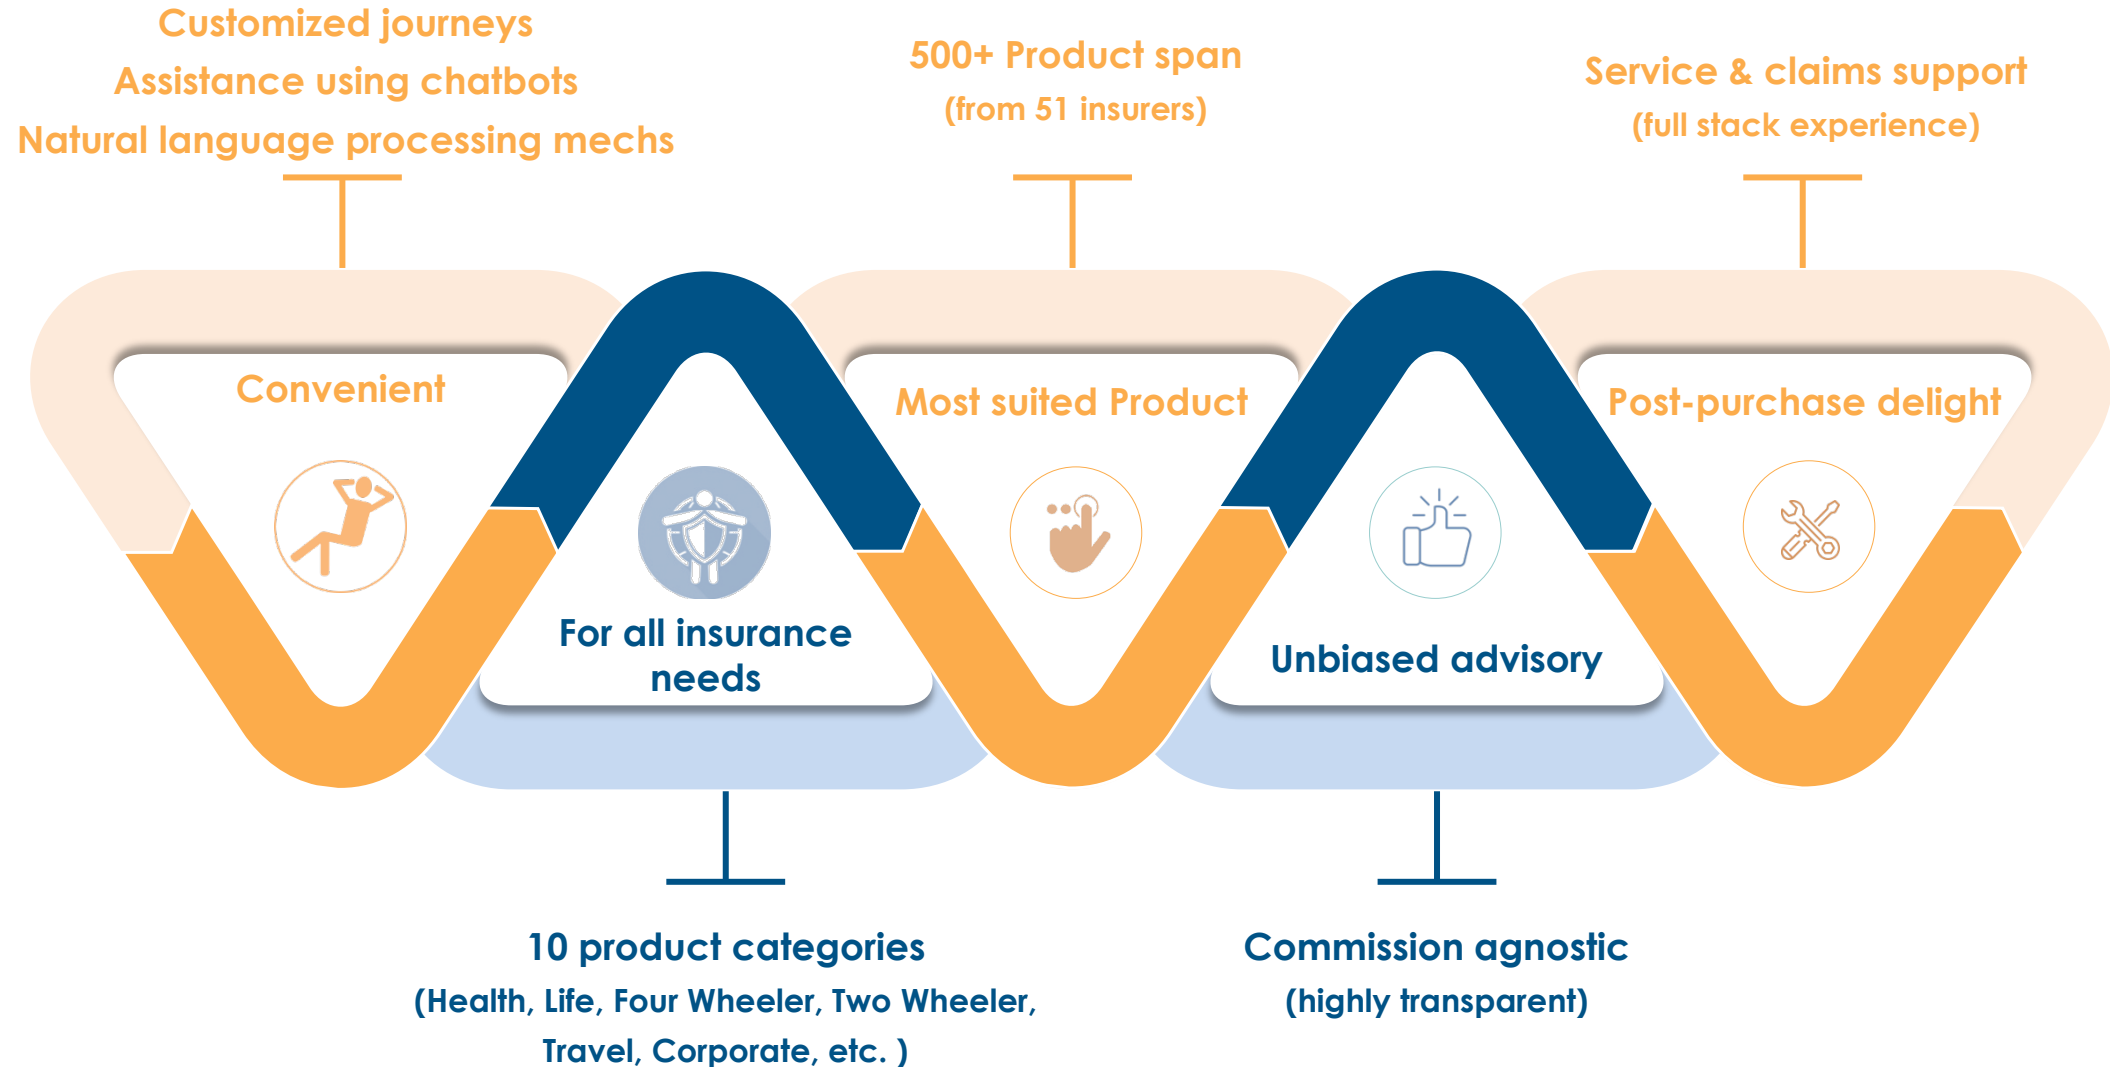 Customized journeys
Assistance using chatbots
Natural language processing mechs
500+ Product span
(from 51 insurers)
Service & claims support
(full stack experience)
Convenient
Most suited Product
Post-purchase delight
For all insurance
needs
Unbiased advisory
10 product categories
(Health, Life, Four Wheeler, Two Wheeler,
Travel, Corporate, etc. )
Commission agnostic
(highly transparent)